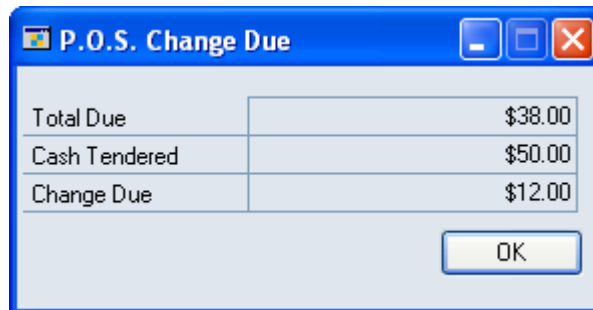 P.O.S. Change Due
Total Due $38.00
Cash Tendered $50.00
Change Due $12.00
OK